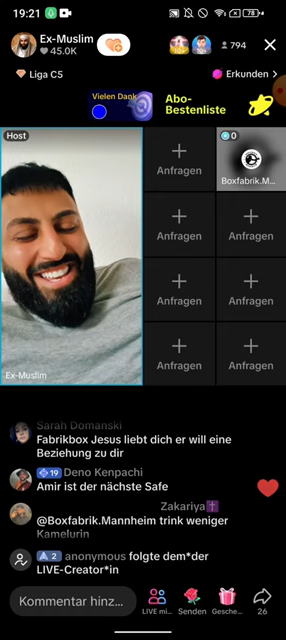 19:21
78
Ex-Muslim
45.0K
794
Liga C5
Erkunden >
Vielen Dank
Abo-
Bestenliste
Host
Ex-Muslim
Anfragen
0
Boxfabrik.M...
Anfragen
Anfragen
Anfragen
Anfragen
Anfragen
Anfragen
Sarah Domanski
Fabrikbox Jesus liebt dich er will eine
Beziehung zu dir
19 Deno Kenpachi
Amir ist der nächste Safe
Zakariya
@Boxfabrik.Mannheim trink weniger
Kamelurin
2 anonymous folgte dem*der
LIVE-Creator*in
Kommentar hinz...
LIVE mi...
Senden
Gesche...
26